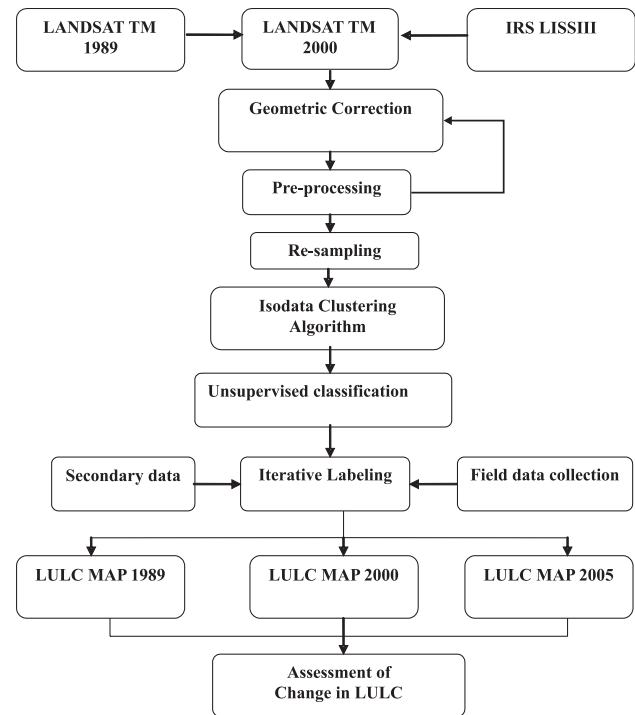 LANDSAT TM
1989
LANDSAT TM
2000
IRS LISSIII
Geometric Correction
Pre-processing
Re-sampling
Isodata Clustering
Algorithm
Unsupervised classification
Secondary data
Iterative Labeling
Field data collection
LULC MAP 1989
LULC MAP 2000
LULC MAP 2005
Assessment of
Change in LULC